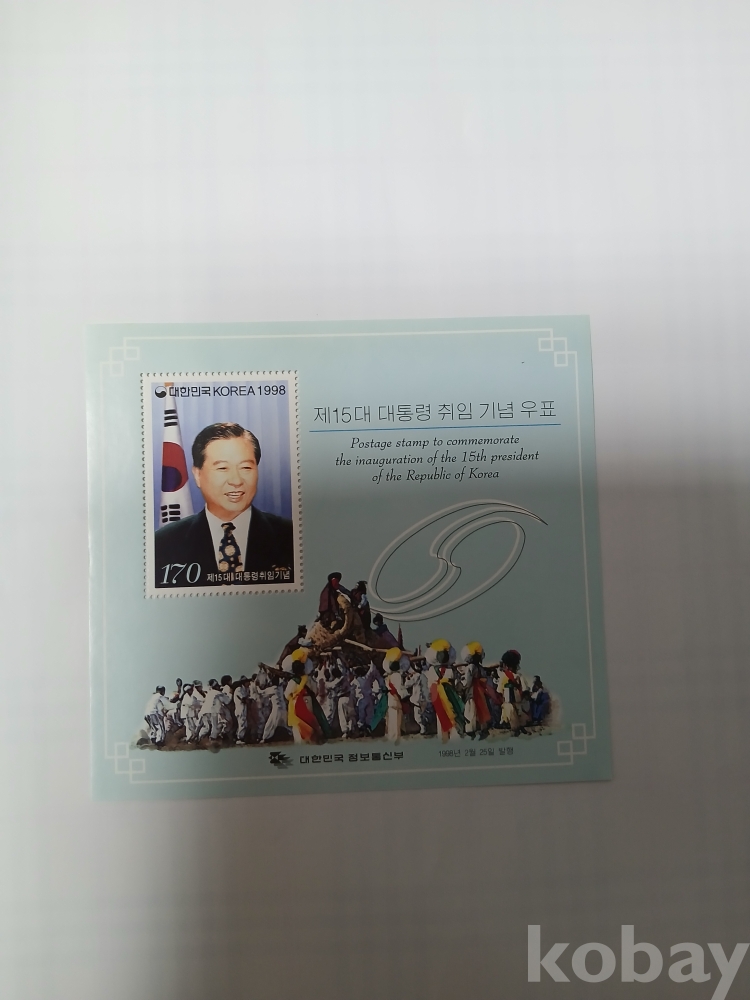 대한민국 KOREA 1998
170 제15대 대통령취임기념
제15대 대통령 취임 기념 우표
Postage stamp to commemorate
the inauguration of the 15th president
of the Republic of Korea
대한민국 정보통신부 1998년 2월 25일 발행
kobay